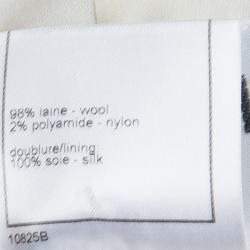 98% laine - wool
2% polyamide - nylon
doublure/lining:
100% soie - silk
10825B